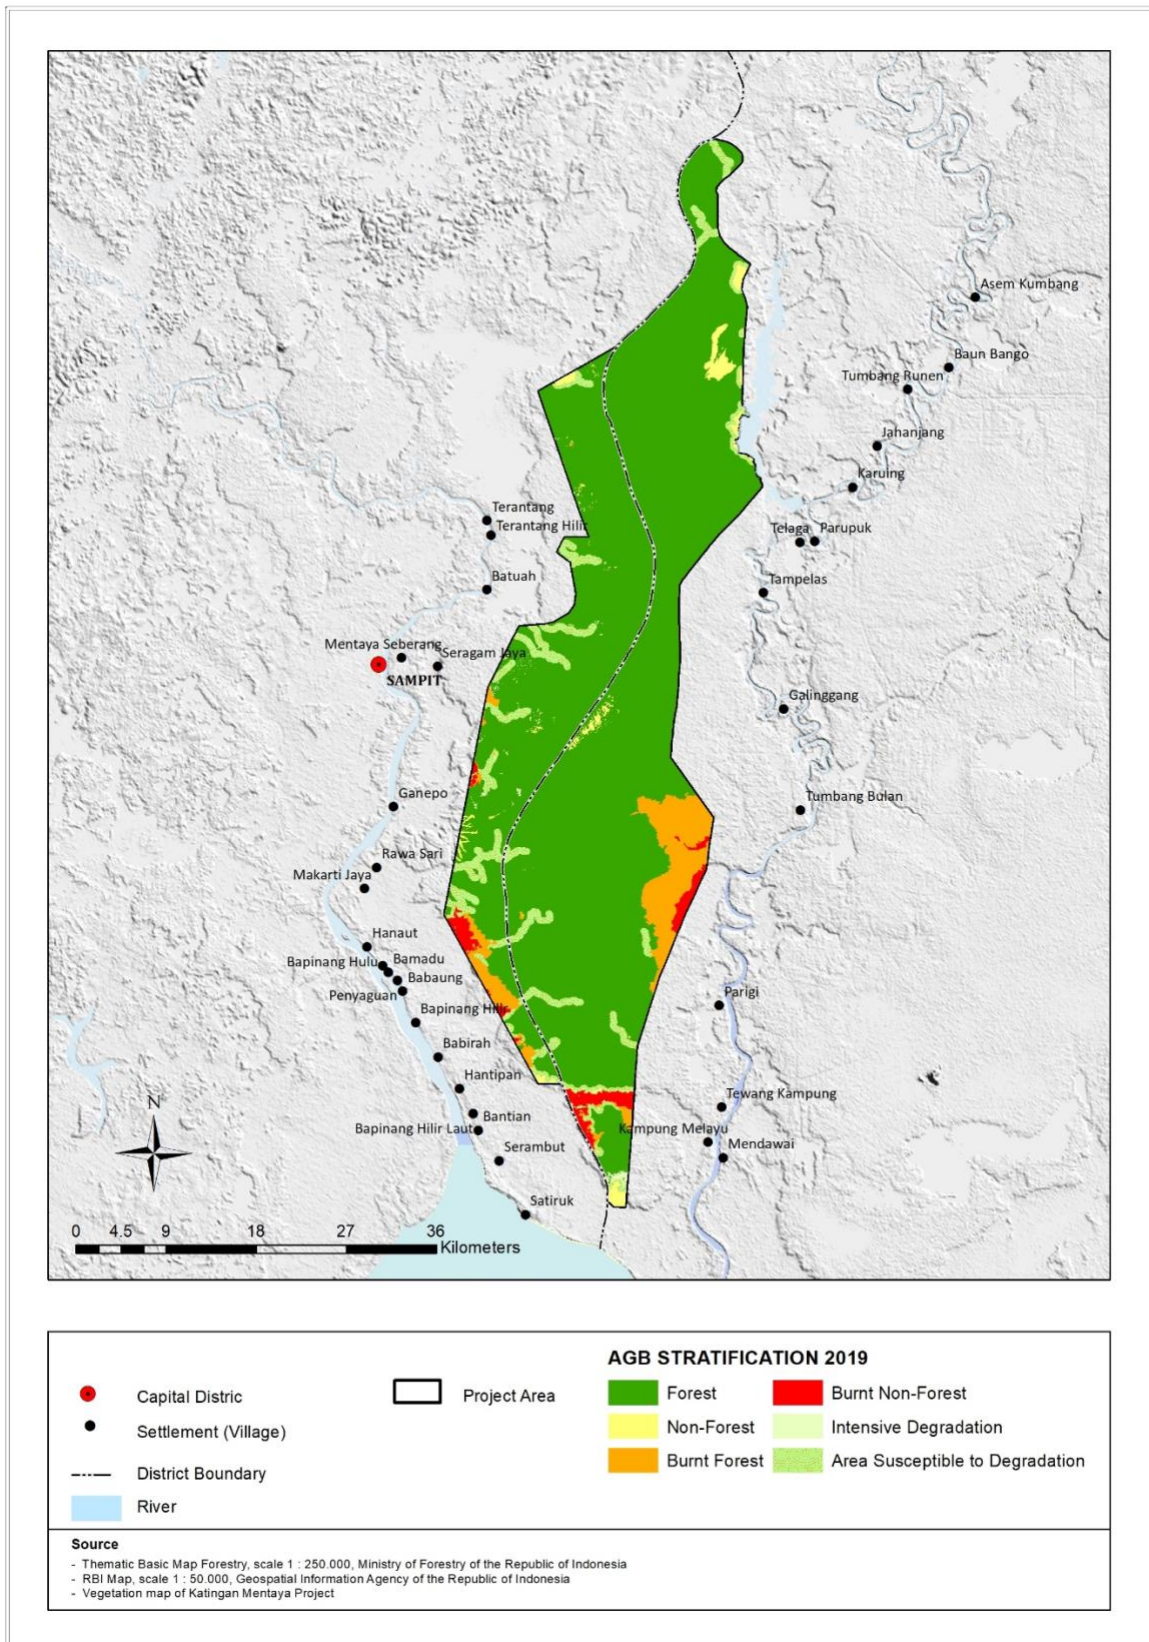 Asem Kumbang
Baun Bango
Tumbang Runen
Jahanjang
Karuing
Terantang
Terantang Hilir
Telaga
Parupuk
Batuah
Tampelas
Mentaya Seberang
Seragam Jaya
SAMPIT
Galinggang
Ganepo
Tumbang Bulan
Rawa Sari
Makarti Jaya
Hanaut
Bapinang Hulu
Bamadu
Babaung
Penyaguan
Parigi
Bapinang Hilir
Babirah
Hantipan
Tewang Kampung
Bantian
Bapinang Hilir Laut
Kampung Melayu
Mendawai
Serambut
Satiruk
N
0 4.5 9 18 27 36
Kilometers
AGB STRATIFICATION 2019
Capital Distric
Settlement (Village)
District Boundary
River
Project Area
Forest
Non-Forest
Burnt Forest
Burnt Non-Forest
Intensive Degradation
Area Susceptible to Degradation
Source
- Thematic Basic Map Forestry, scale 1 : 250.000, Ministry of Forestry of the Republic of Indonesia
- RBI Map, scale 1 : 50.000, Geospatial Information Agency of the Republic of Indonesia
- Vegetation map of Katingan Mentaya Project